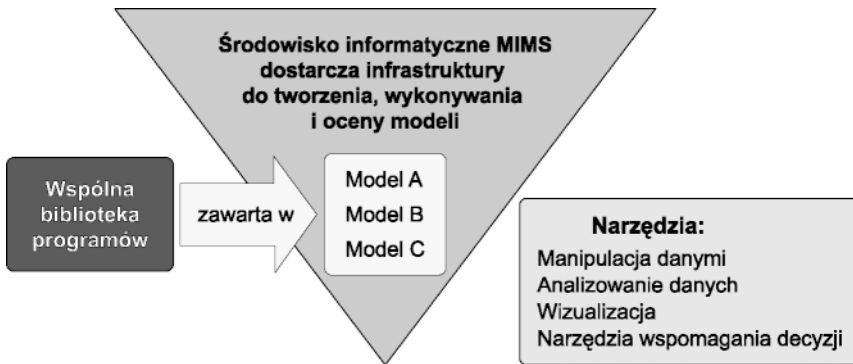 Środowisko informatyczne MIMS
dostarcza infrastruktury
do tworzenia, wykonywania
i oceny modeli
Wspólna
biblioteka
programów
zawarta w
Model A
Model B
Model C
Narzędzia:
Manipulacja danymi
Analizowanie danych
Wizualizacja
Narzędzia wspomagania decyzji